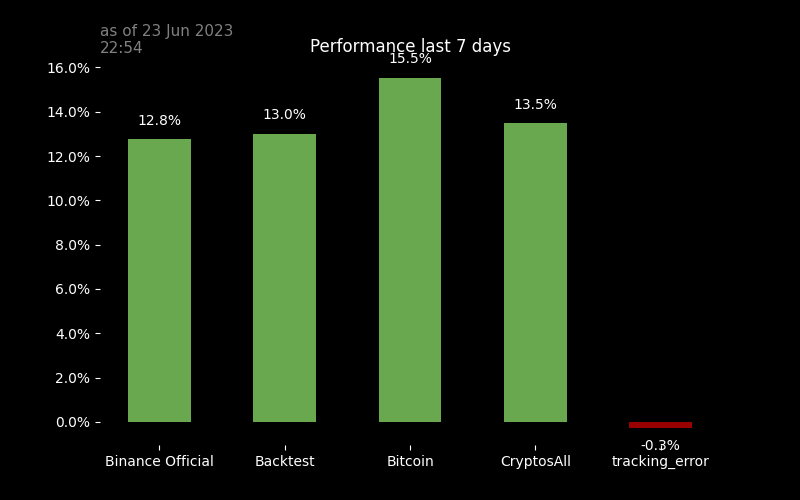 as of 23 Jun 2023
22:54
Performance last 7 days
16.0%
14.0%
12.0%
10.0%
8.0%
6.0%
4.0%
2.0%
0.0%
12.8%
13.0%
15.5%
13.5%
-0.3%
Binance Official
Backtest
Bitcoin
CryptosAll
tracking_error